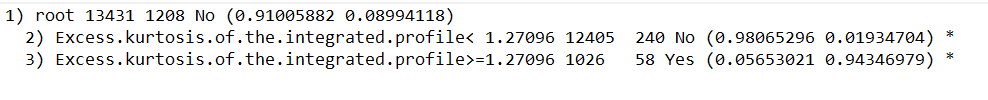 1) root 13431 1208 No (0.91005882 0.08994118)
2) Excess.kurtosis.of.the.integrated.profile< 1.27096 12405 240 No (0.98065296 0.01934704) *
3) Excess.kurtosis.of.the.integrated.profile>=1.27096 1026 58 Yes (0.05653021 0.94346979) *